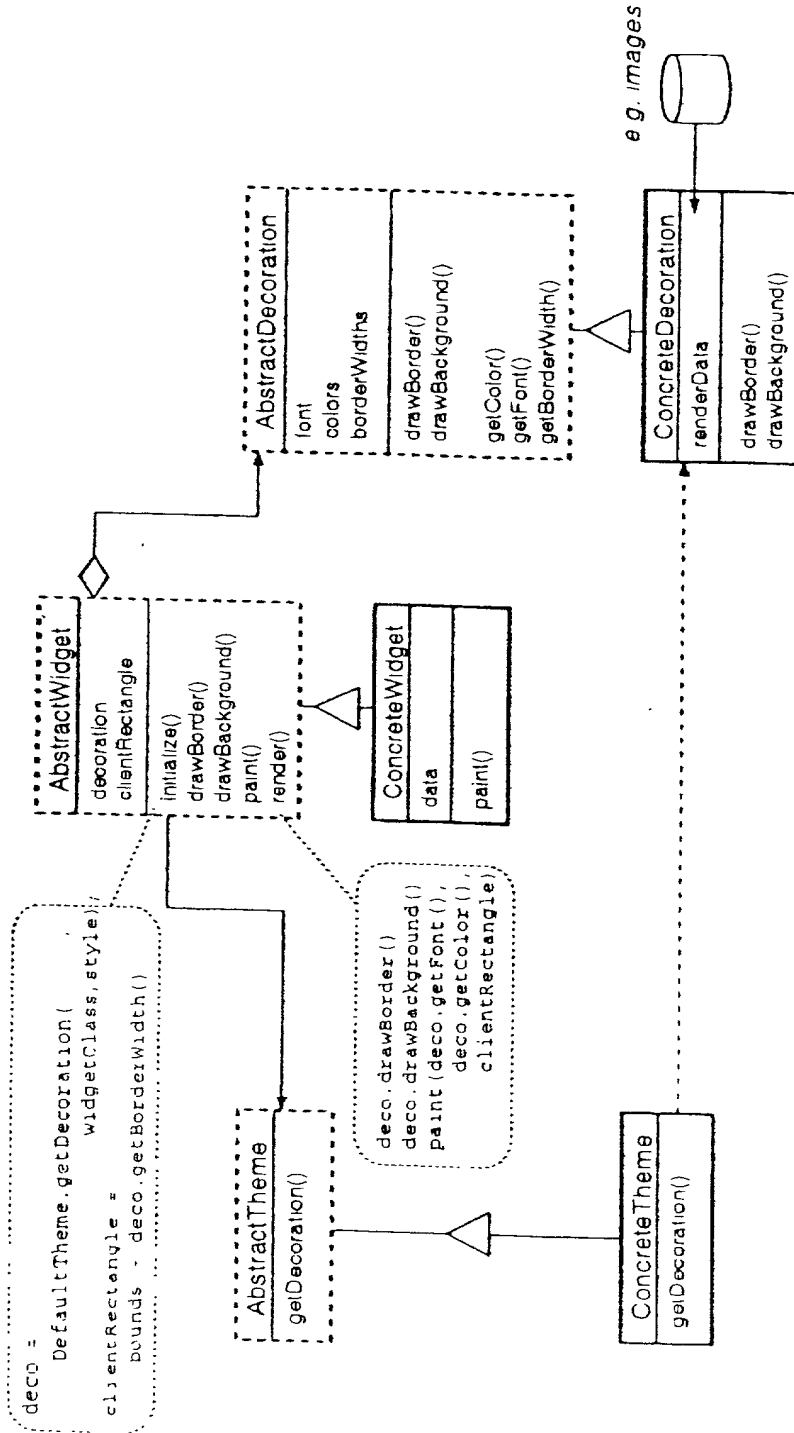 deco =
DefaultTheme.getDecoration(
widgetClass,style);
clientRectangle =
bounds - deco.getBorderWidth()
AbstractWidget
decoration
clientRectangle
initialize()
drawBorder()
drawBackground()
paint()
render()
AbstractDecoration
font
colors
borderWidths
drawBorder()
drawBackground()
getColor()
getFont()
getBorderWidth()
AbstractTheme
getDecoration()
deco.drawBorder()
deco.drawBackground()
paint(deco.getFont(),
deco.getColor(),
clientRectangle)
ConcreteWidget
data
paint()
e g. images
ConcreteTheme
getDecoration()
ConcreteDecoration
renderData
drawBorder()
drawBackground()